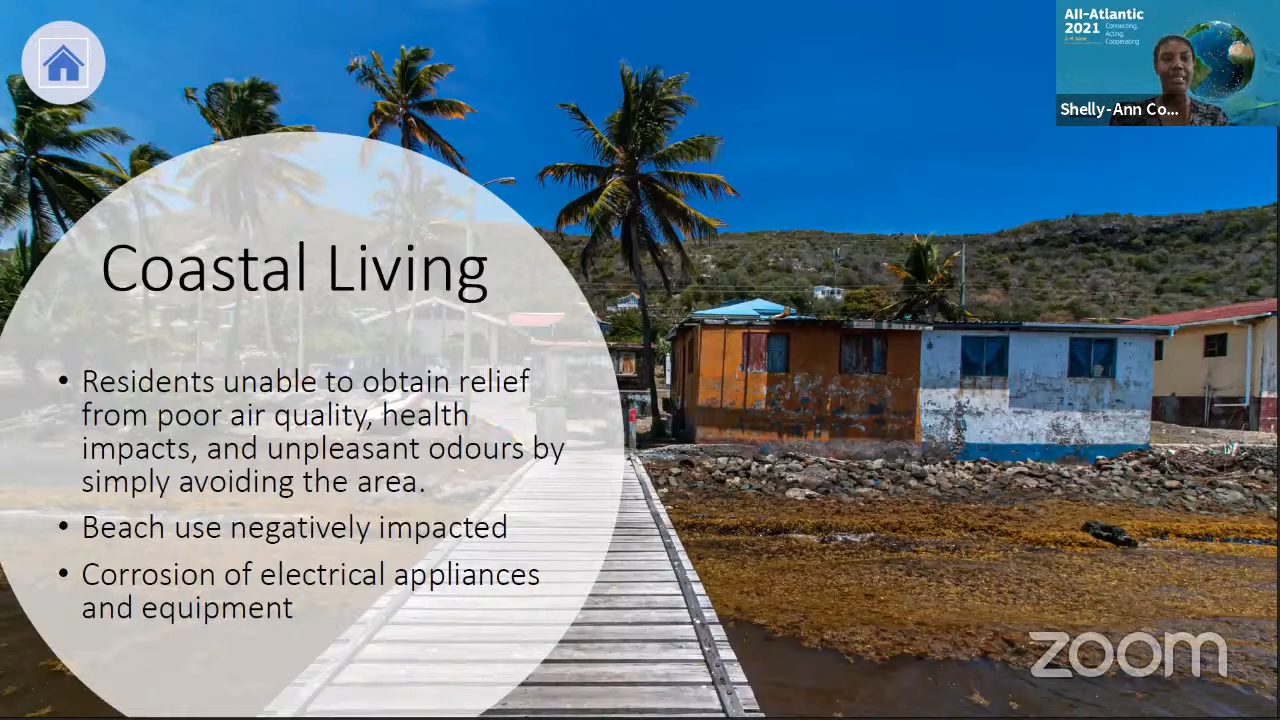 All-Atlantic
2021
Connecting,
Acting,
Cooperating
Shelly-Ann Co...
Coastal Living
• Residents unable to obtain relief
from poor air quality, health
impacts, and unpleasant odours by
simply avoiding the area.
• Beach use negatively impacted
• Corrosion of electrical appliances
and equipment
zoom